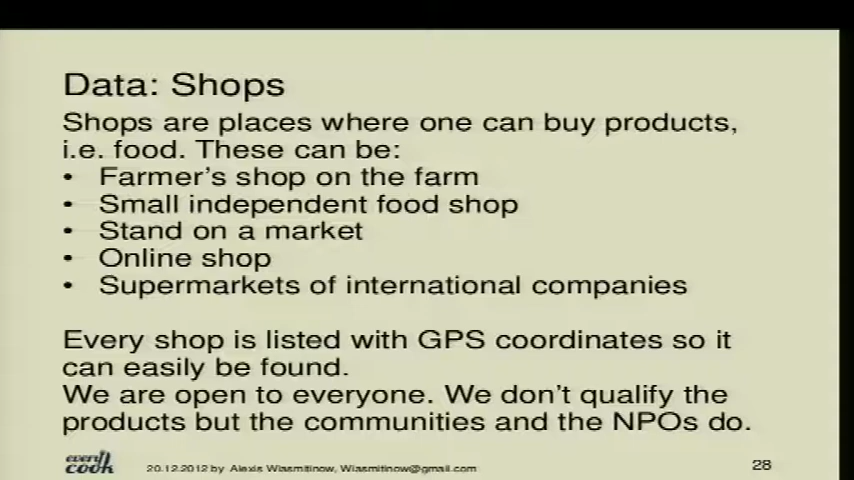 Data: Shops
Shops are places where one can buy products,
i.e. food. These can be:
• Farmer's shop on the farm
• Small independent food shop
• Stand on a market
• Online shop
• Supermarkets of international companies
Every shop is listed with GPS coordinates so it
can easily be found.
We are open to everyone. We don't qualify the
products but the communities and the NPOs do.
every cook
20.12.2012 by Alexis Wiasmitinow, Wiasmitinow@gmail.com
28